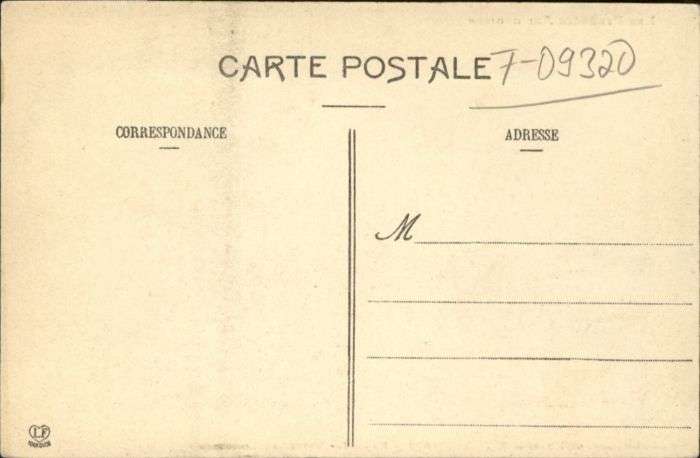 CARTE POSTALE 7-09320
CORRESPONDANCE
ADRESSE
M